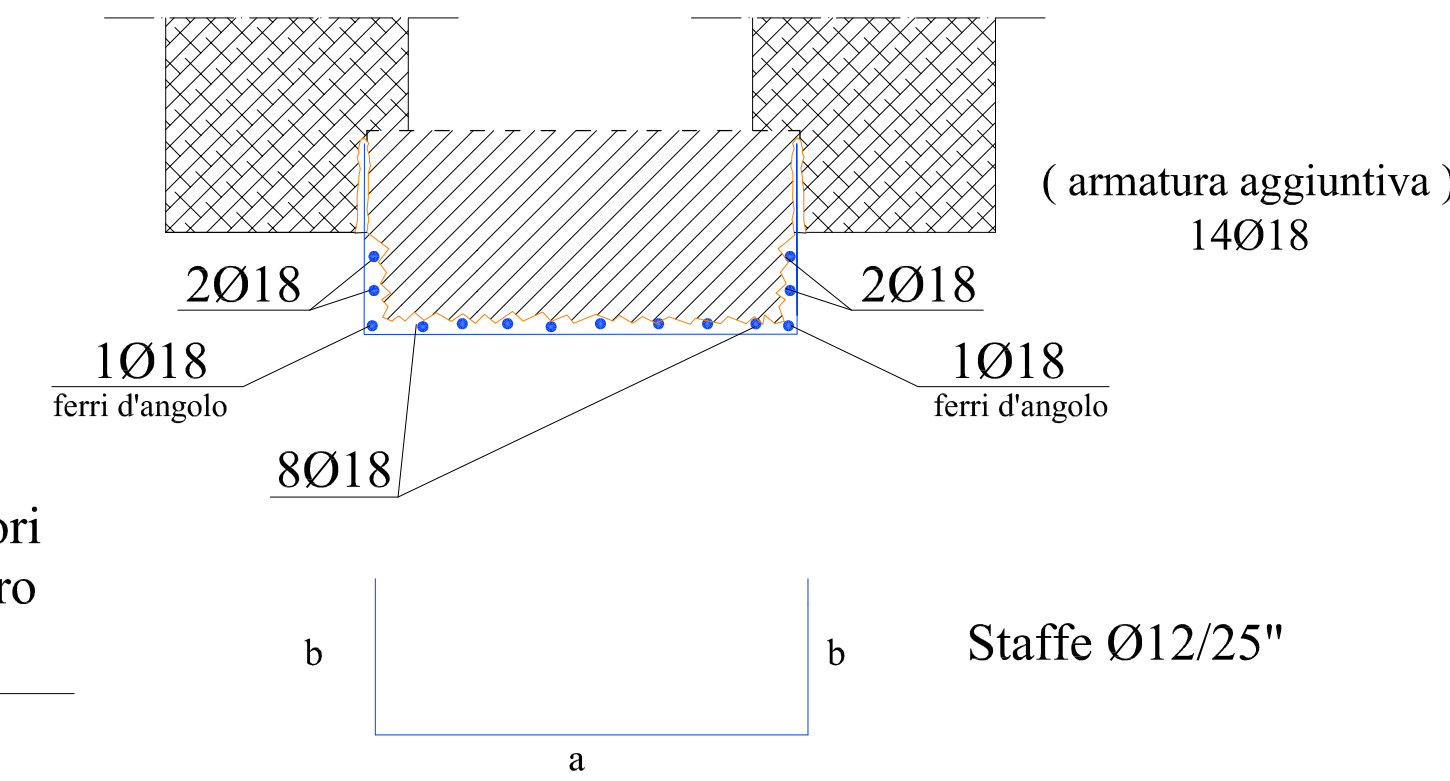 ( armatura aggiuntiva )
14Ø18
2Ø18
2Ø18
1Ø18
ferri d'angolo
1Ø18
ferri d'angolo
8Ø18
b
b
a
Staffe Ø12/25"